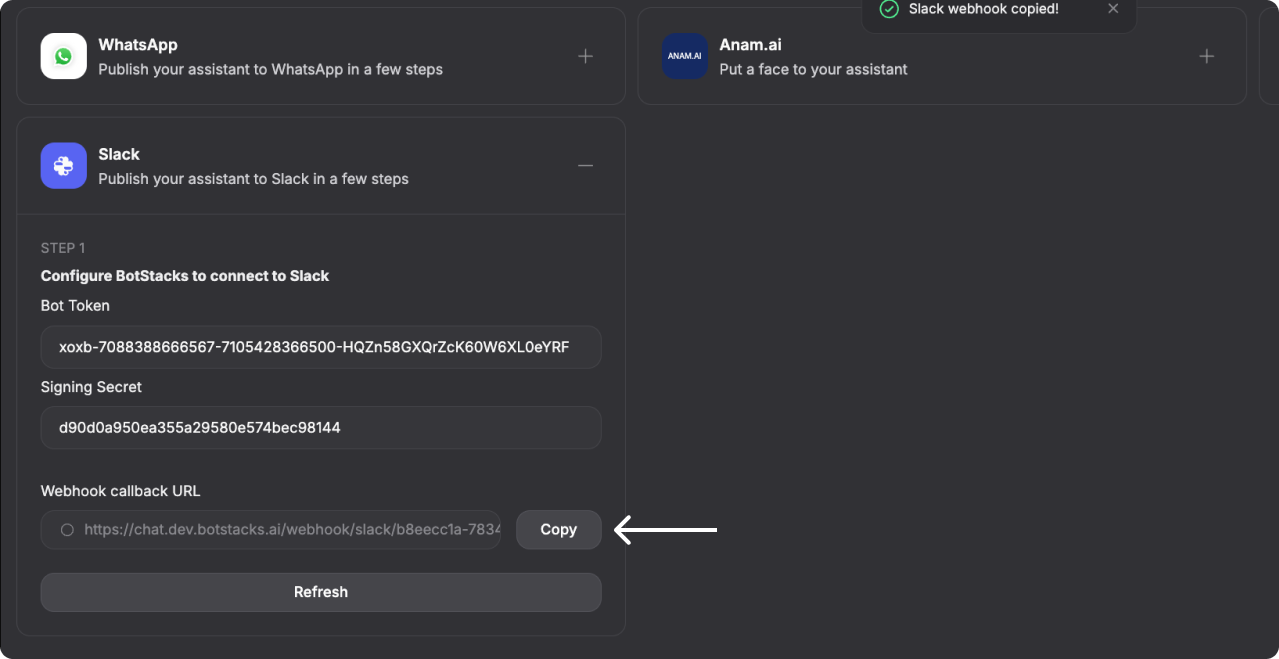 Slack webhook copied!
WhatsApp
Publish your assistant to WhatsApp in a few steps
ANAM.AI
Anam.ai
Put a face to your assistant
Slack
Publish your assistant to Slack in a few steps
STEP 1
Configure BotStacks to connect to Slack
Bot Token
xoxb-7088388666567-7105428366500-HQZn58GXQrZcK60W6XL0eYRF
Signing Secret
d90d0a950ea355a29580e574bec98144
Webhook callback URL
https://chat.dev.botstacks.ai/webhook/slack/b8eecc1a-7834
Copy
Refresh